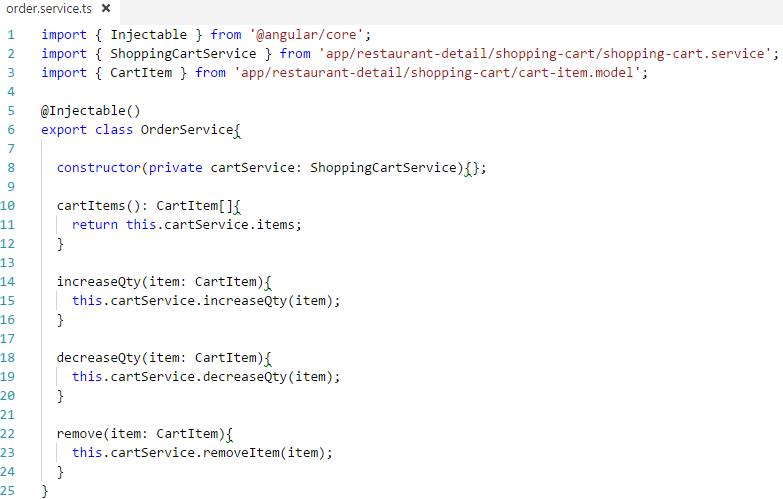 order.service.ts ×
1 import { Injectable } from '@angular/core';
2 import { ShoppingCartService } from 'app/restaurant-detail/shopping-cart/shopping-cart.service';
3 import { CartItem } from 'app/restaurant-detail/shopping-cart/cart-item.model';
4
5 @Injectable()
6 export class OrderService{
7
8   constructor(private cartService: ShoppingCartService){};
9
10   cartItems(): CartItem[]{
11     return this.cartService.items;
12   }
13
14   increaseQty(item: CartItem){
15     this.cartService.increaseQty(item);
16   }
17
18   decreaseQty(item: CartItem){
19     this.cartService.decreaseQty(item);
20   }
21
22   remove(item: CartItem){
23     this.cartService.removeItem(item);
24   }
25 }